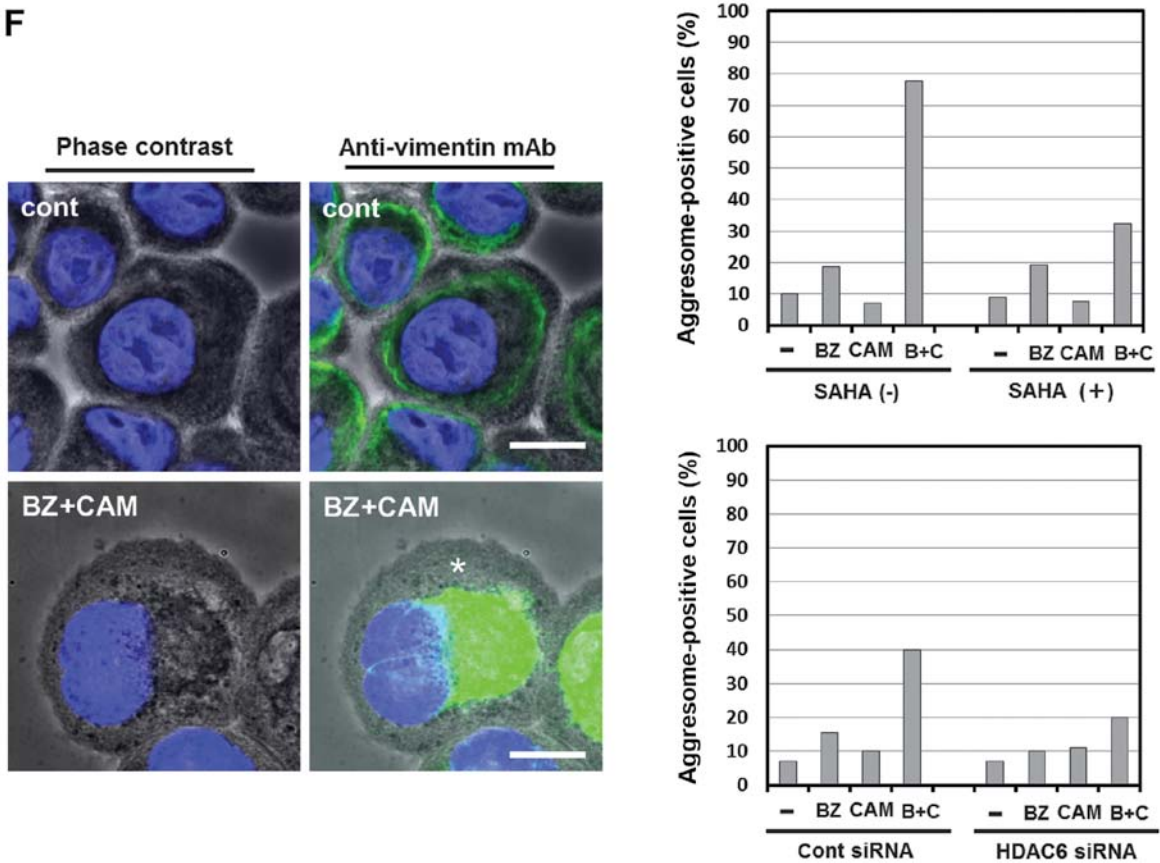 F
Phase contrast
Anti-vimentin mAb
cont
cont
BZ+CAM
BZ+CAM
*
Aggresome-positive cells (%)
100
90
80
70
60
50
40
30
20
10
0
– BZ CAM B+C – BZ CAM B+C
SAHA (-) SAHA (+)
Aggresome-positive cells (%)
100
90
80
70
60
50
40
30
20
10
0
– BZ CAM B+C – BZ CAM B+C
Cont siRNA HDAC6 siRNA